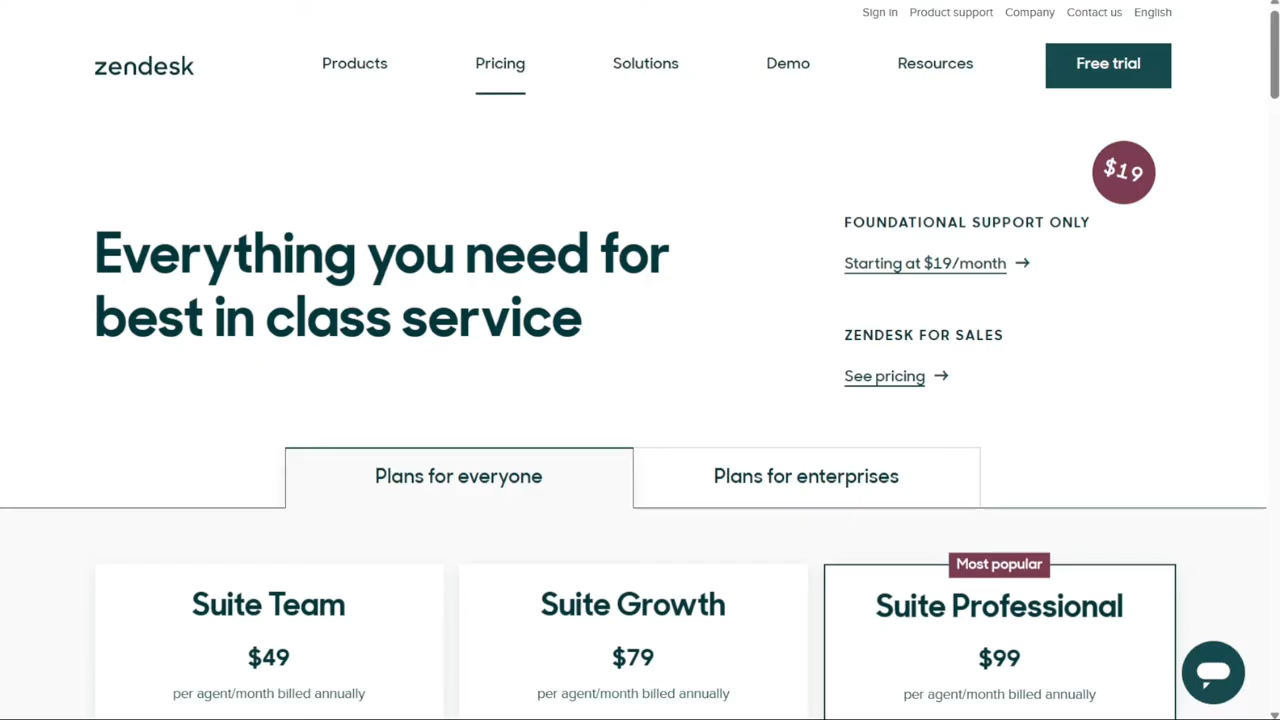 Sign in Product support Company Contact us English
zendesk Products Pricing Solutions Demo Resources Free trial
$19
FOUNDATIONAL SUPPORT ONLY
Starting at $19/month →
Everything you need for
best in class service
ZENDESK FOR SALES
See pricing →
Plans for everyone Plans for enterprises
Most popular
Suite Team Suite Growth Suite Professional
$49 $79 $99
per agent/month billed annually per agent/month billed annually per agent/month billed annually